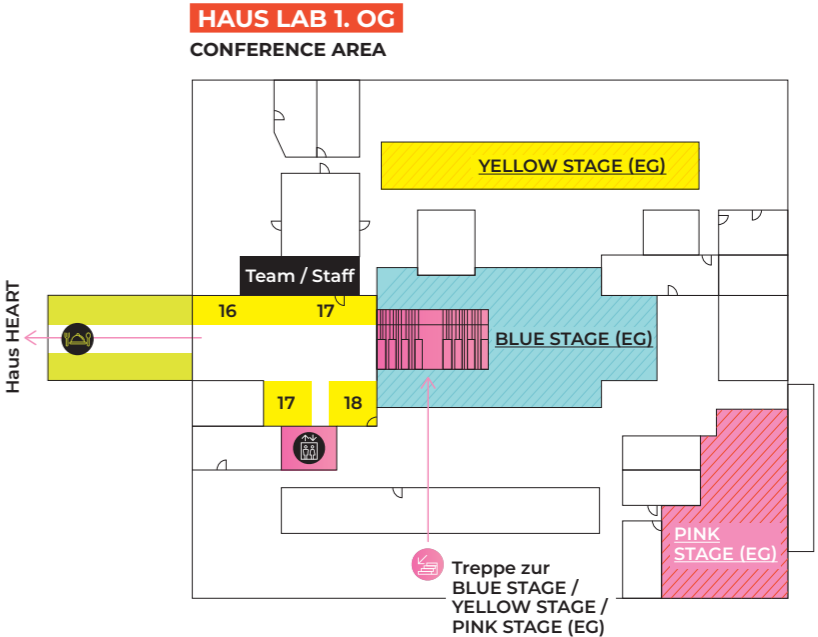 HAUS LAB 1. OG
CONFERENCE AREA
YELLOW STAGE (EG)
Team / Staff
16
17
BLUE STAGE (EG)
Haus HEART
17
18
PINK
STAGE (EG)
Treppe zur
BLUE STAGE /
YELLOW STAGE /
PINK STAGE (EG)